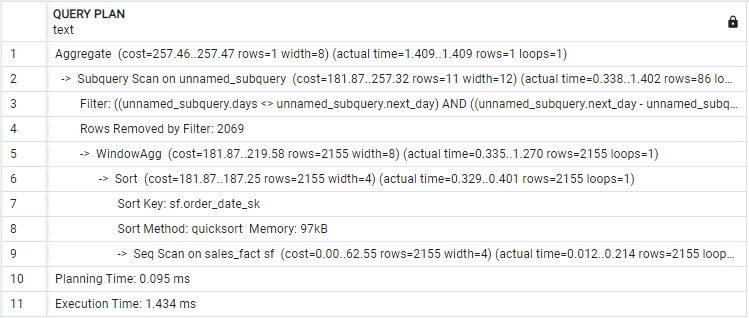 QUERY PLAN
text
1 Aggregate (cost=257.46..257.47 rows=1 width=8) (actual time=1.409..1.409 rows=1 loops=1)
2 -> Subquery Scan on unnamed_subquery (cost=181.87..257.32 rows=11 width=12) (actual time=0.338..1.402 rows=86 lo...
3 Filter: ((unnamed_subquery.days <> unnamed_subquery.next_day) AND ((unnamed_subquery.next_day - unnamed_subq...
4 Rows Removed by Filter: 2069
5 -> WindowAgg (cost=181.87..219.58 rows=2155 width=8) (actual time=0.335..1.270 rows=2155 loops=1)
6 -> Sort (cost=181.87..187.25 rows=2155 width=4) (actual time=0.329..0.401 rows=2155 loops=1)
7 Sort Key: sf.order_date_sk
8 Sort Method: quicksort Memory: 97kB
9 -> Seq Scan on sales_fact sf (cost=0.00..62.55 rows=2155 width=4) (actual time=0.012..0.214 rows=2155 loop...
10 Planning Time: 0.095 ms
11 Execution Time: 1.434 ms